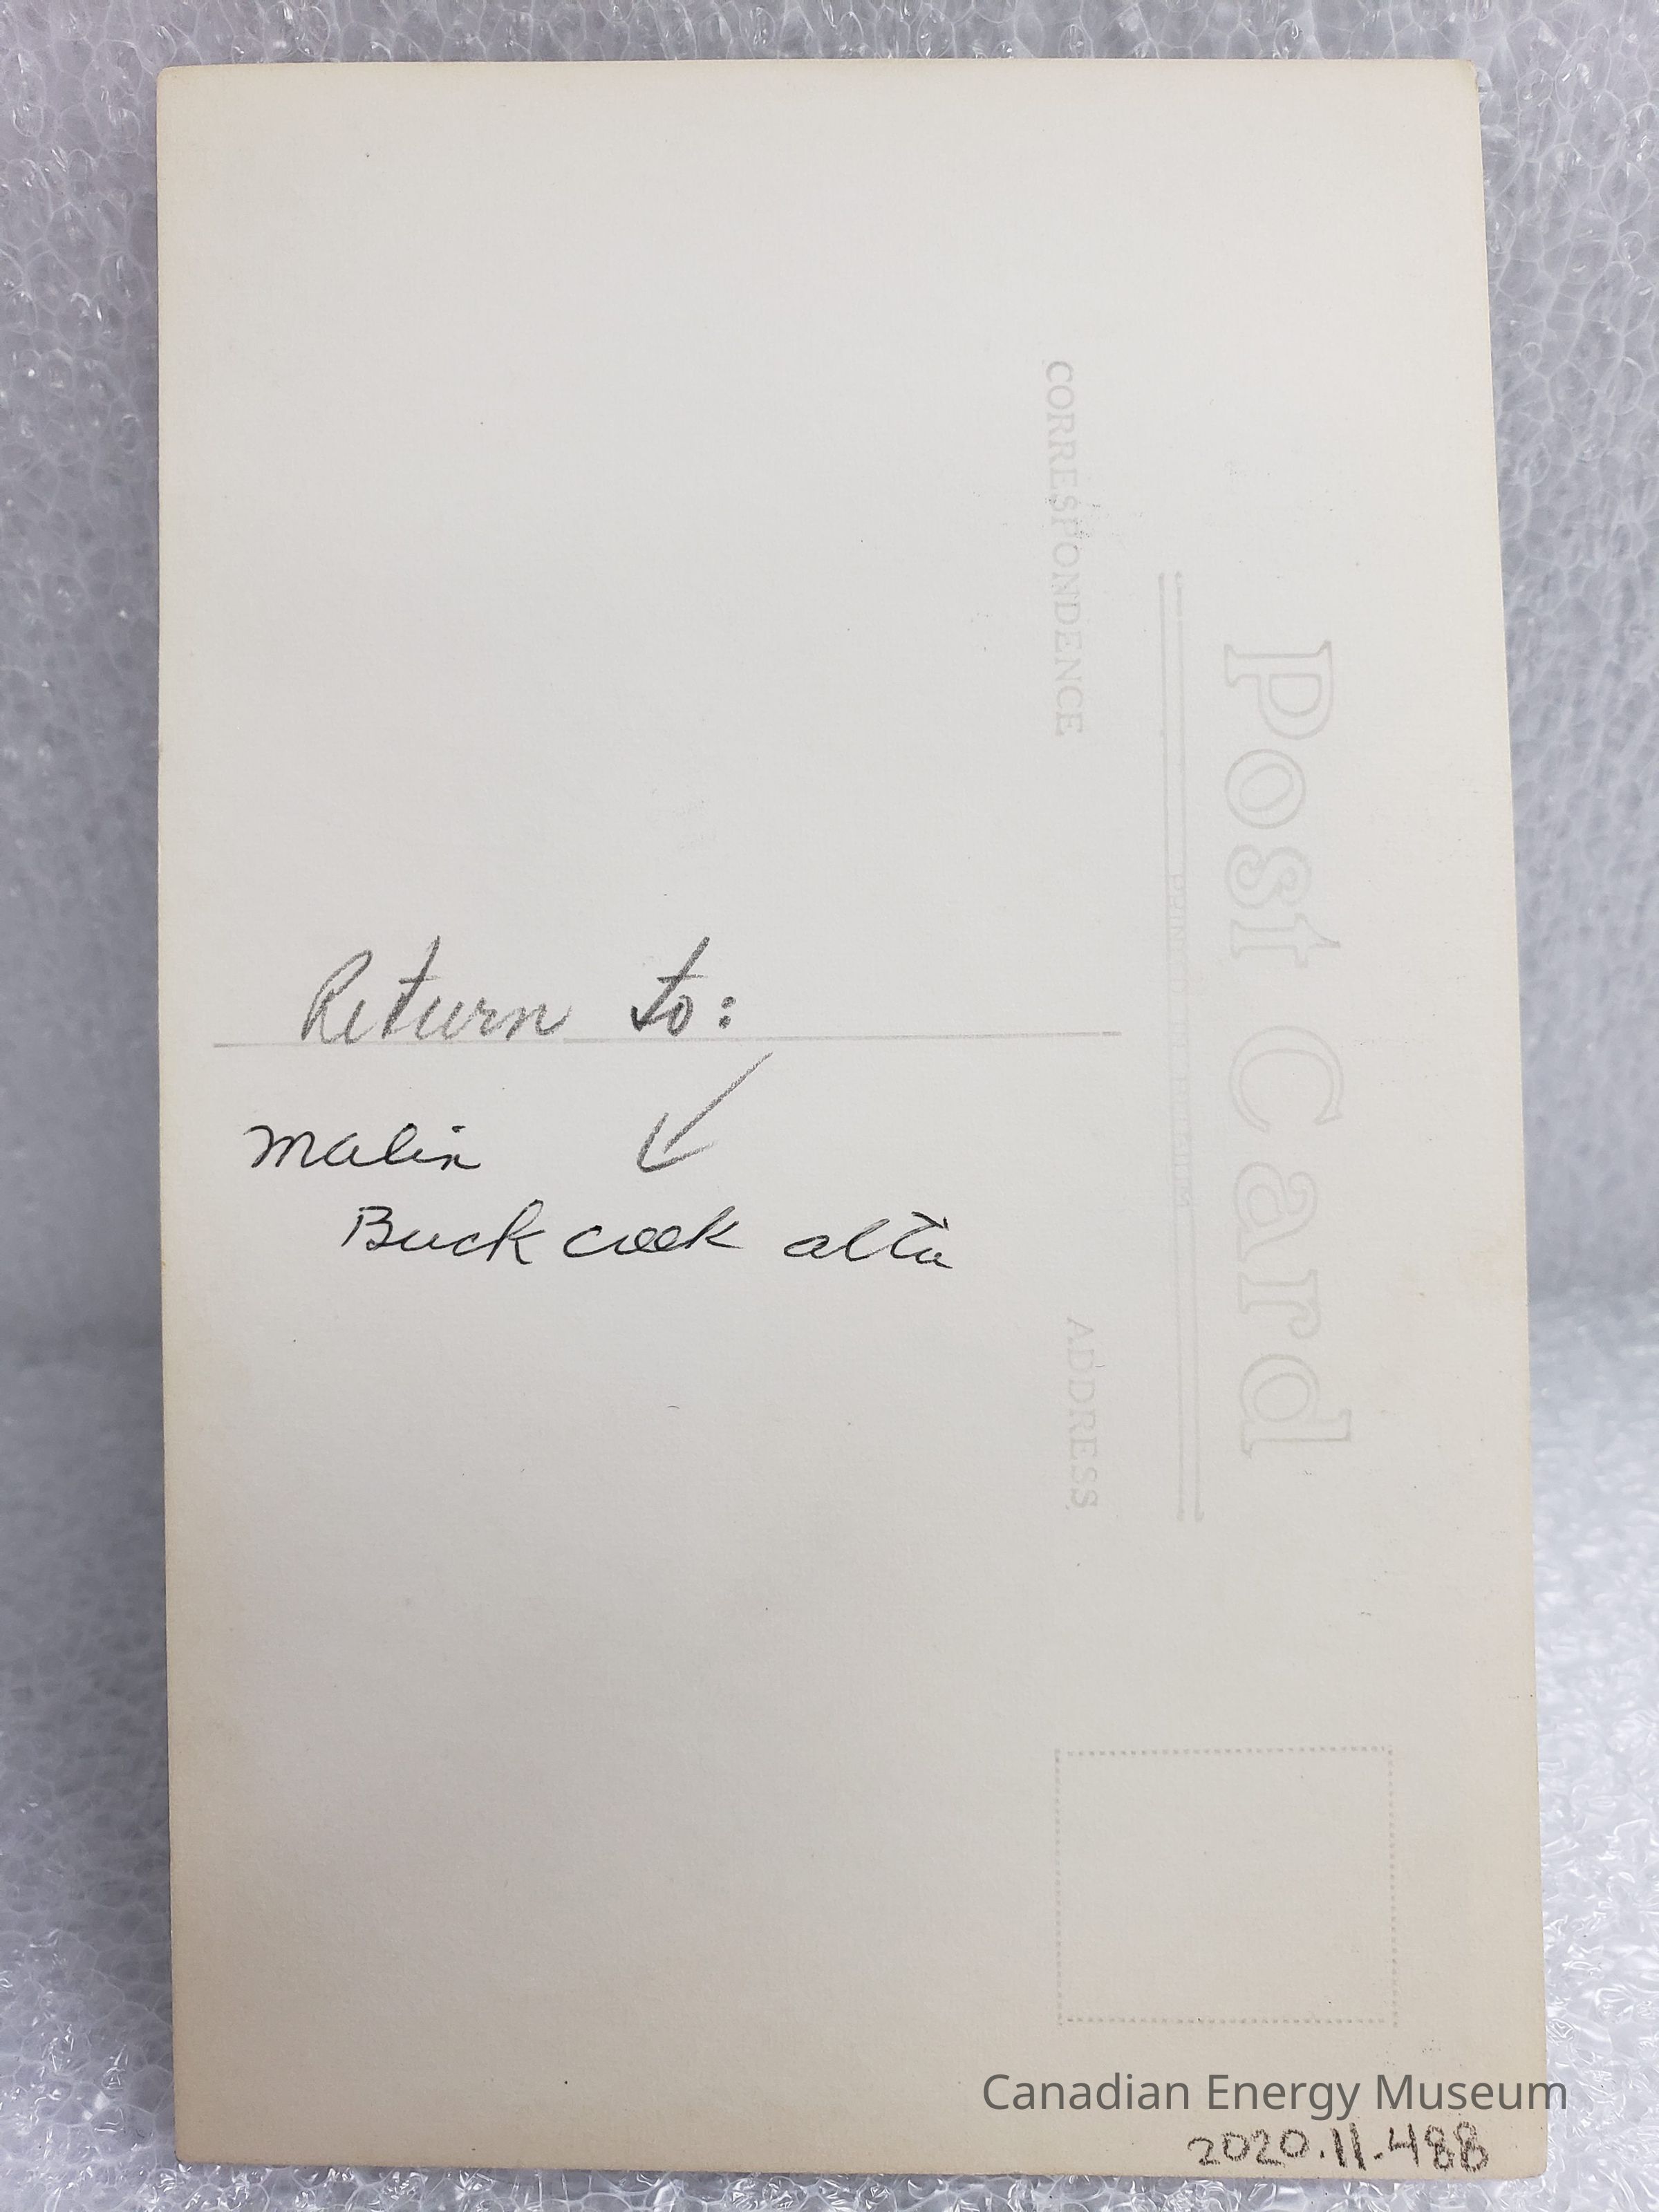 Post Card
CORRESPONDENCE
ADDRESS
Return to:
Malin
Buck creek alta
Canadian Energy Museum
2020.11.488